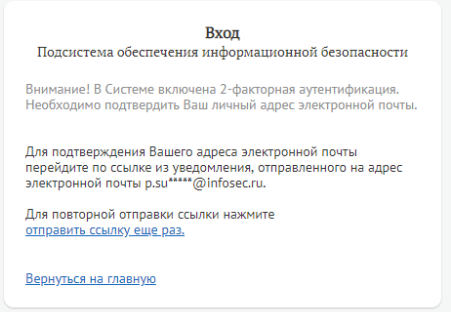 Вход
Подсистема обеспечения информационной безопасности
Внимание! В Системе включена 2-факторная аутентификация.
Необходимо подтвердить Ваш личный адрес электронной почты.
Для подтверждения Вашего адреса электронной почты
перейдите по ссылке из уведомления, отправленного на адрес
электронной почты p.su*****@infosec.ru.
Для повторной отправки ссылки нажмите
отправить ссылку еще раз.
Вернуться на главную